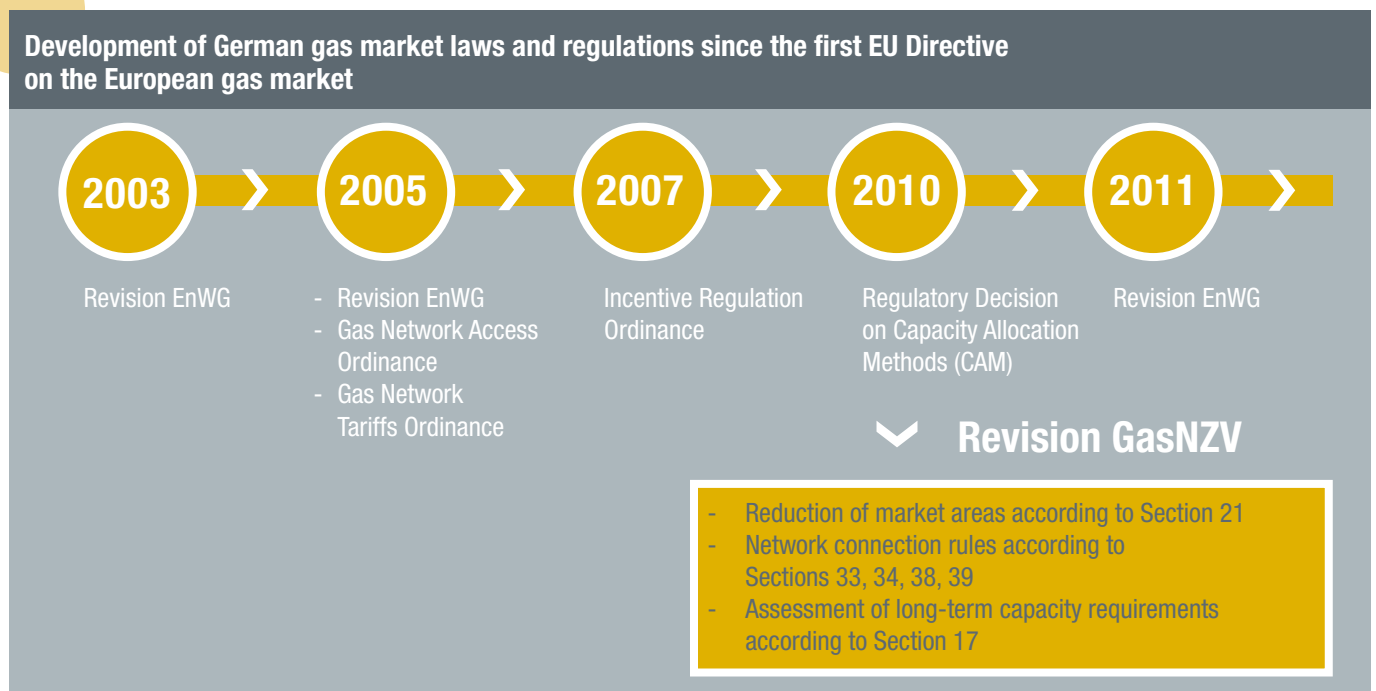 Development of German gas market laws and regulations since the first EU Directive
on the European gas market
2003
2005
2007
2010
2011
Revision EnWG
- Revision EnWG
- Gas Network Access
Ordinance
- Gas Network
Tariffs Ordinance
Incentive Regulation
Ordinance
Regulatory Decision
on Capacity Allocation
Methods (CAM)
Revision EnWG
Revision GasNZV
- Reduction of market areas according to Section 21
- Network connection rules according to
Sections 33, 34, 38, 39
- Assessment of long-term capacity requirements
according to Section 17